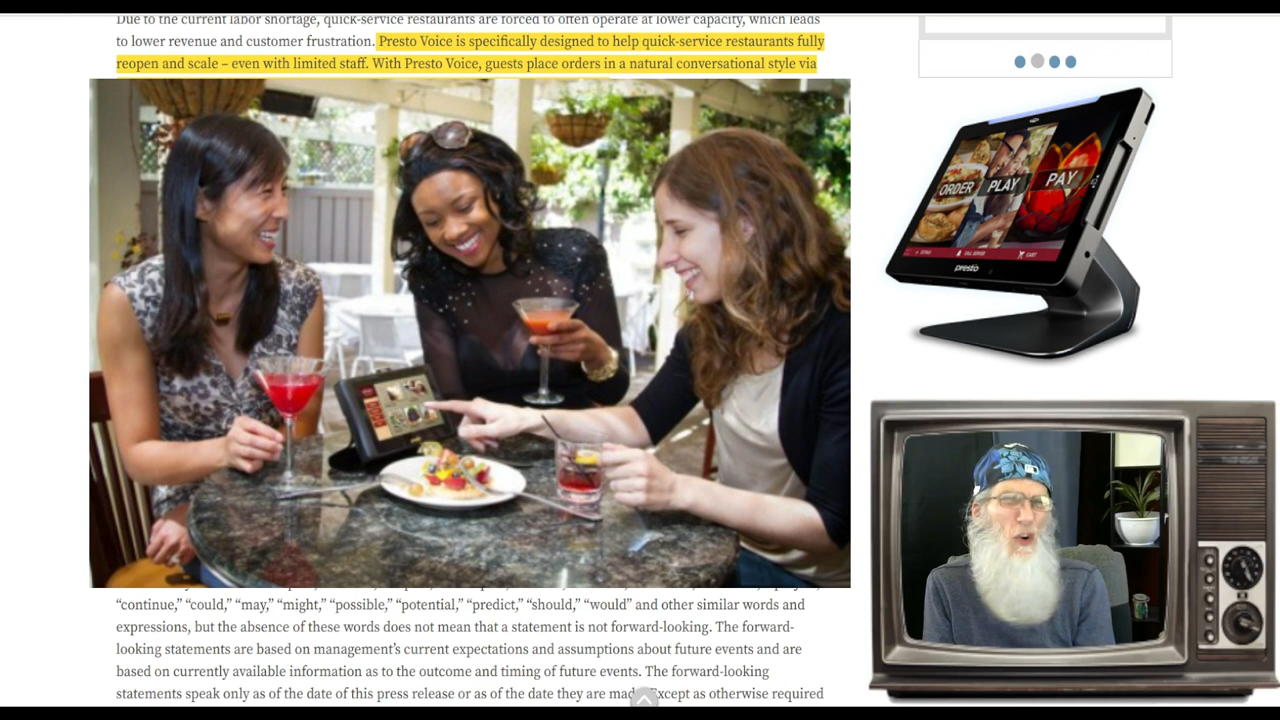 Due to the current labor shortage, quick-service restaurants are forced to often operate at lower capacity, which leads
to lower revenue and customer frustration. Presto Voice is specifically designed to help quick-service restaurants fully
reopen and scale – even with limited staff. With Presto Voice, guests place orders in a natural conversational style via
ORDER PLAY PAY
CALL SERVER CART
presto
“continue,” “could,” “may,” “might,” “possible,” “potential,” “predict,” “should,” “would” and other similar words and
expressions, but the absence of these words does not mean that a statement is not forward-looking. The forward-
looking statements are based on management’s current expectations and assumptions about future events and are
based on currently available information as to the outcome and timing of future events. The forward-looking
statements speak only as of the date of this press release or as of the date they are made. Except as otherwise required